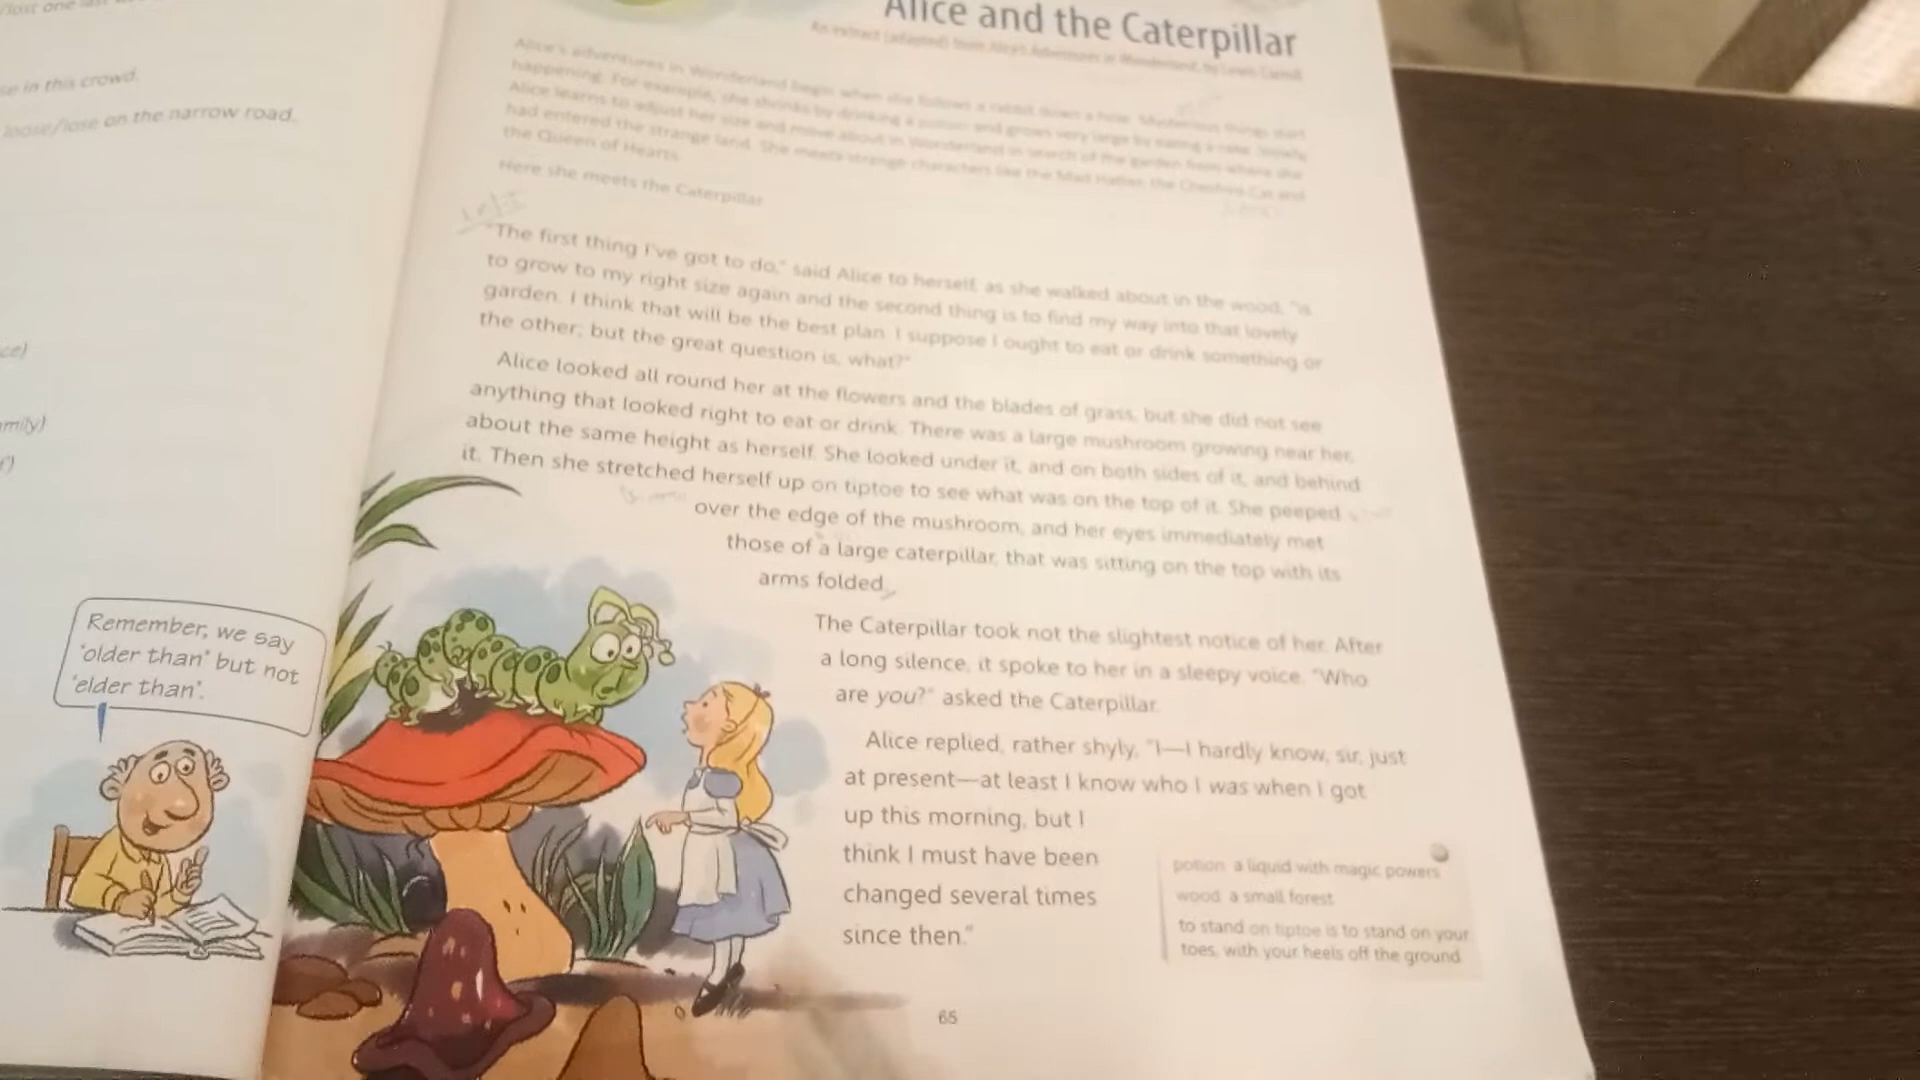 /lost one last
se in this crowd.
loose/lose on the narrow road.
ce)
mily)
Remember, we say
'older than' but not
'elder than'.
Alice and the Caterpillar
An extract (adapted) from Alice's Adventures in Wonderland, by Lewis Carroll
Alice's adventures in Wonderland begin when she follows a rabbit down a hole. Mysterious things start
happening. For example, she shrinks by drinking a potion and grows very large by eating a cake. Slowly
Alice learns to adjust her size and move about in Wonderland in search of the garden from where she
had entered the strange land. She meets strange characters like the Mad Hatter, the Cheshire Cat and
the Queen of Hearts.
Here she meets the Caterpillar
"The first thing I've got to do," said Alice to herself, as she walked about in the wood, "is
to grow to my right size again and the second thing is to find my way into that lovely
garden. I think that will be the best plan. I suppose I ought to eat or drink something or
the other; but the great question is, what?"
Alice looked all round her at the flowers and the blades of grass, but she did not see
anything that looked right to eat or drink. There was a large mushroom growing near her,
about the same height as herself. She looked under it, and on both sides of it, and behind
it. Then she stretched herself up on tiptoe to see what was on the top of it. She peeped
over the edge of the mushroom, and her eyes immediately met
those of a large caterpillar, that was sitting on the top with its
arms folded.
The Caterpillar took not the slightest notice of her. After
a long silence, it spoke to her in a sleepy voice. "Who
are you?" asked the Caterpillar.
Alice replied, rather shyly, "I—I hardly know, sir, just
at present—at least I know who I was when I got
up this morning, but I
think I must have been
changed several times
since then."
potion a liquid with magic powers
wood a small forest
to stand on tiptoe is to stand on your
toes, with your heels off the ground
65